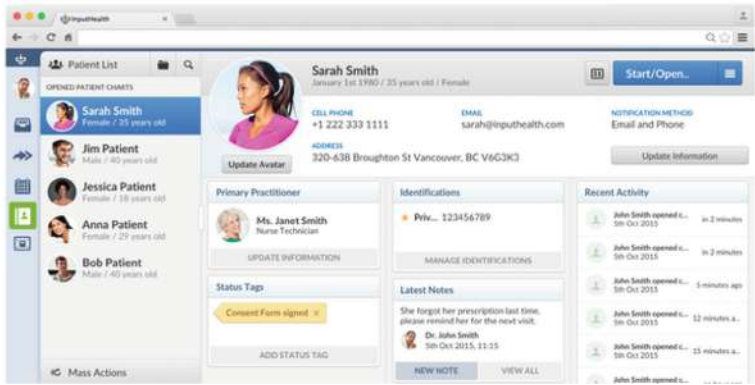 InputHealth
Patient List
OPENED PATIENT CHARTS
Sarah Smith
Female / 35 years old
Jim Patient
Male / 40 years old
Jessica Patient
Female / 18 years old
Anna Patient
Female / 29 years old
Bob Patient
Male / 40 years old
Mass Actions
Sarah Smith
January 1st 1980 / 35 years old / Female
Start/Open..
CELL PHONE
+1 222 333 1111
EMAIL
sarah@inputhealth.com
NOTIFICATION METHOD
Email and Phone
ADDRESS
320-638 Broughton St Vancouver, BC V6G3K3
Update Avatar
Update Information
Primary Practitioner
Ms. Janet Smith
Nurse Technician
UPDATE INFORMATION
Status Tags
Consent Form signed ×
ADD STATUS TAG
Identifications
Priv... 123456789
MANAGE IDENTIFICATIONS
Latest Notes
She forgot her prescription last time,
please remind her for the next visit.
Dr. John Smith
5th Oct 2015, 11:15
NEW NOTE
VIEW ALL
Recent Activity
John Smith opened c... in 2 minutes
5th Oct 2015
John Smith opened c... in 2 minutes
5th Oct 2015
John Smith opened c... 5 minutes ago
5th Oct 2015
John Smith opened c... 12 minutes a...
5th Oct 2015
John Smith opened c... 15 minutes a...
5th Oct 2015
John Smith opened c...